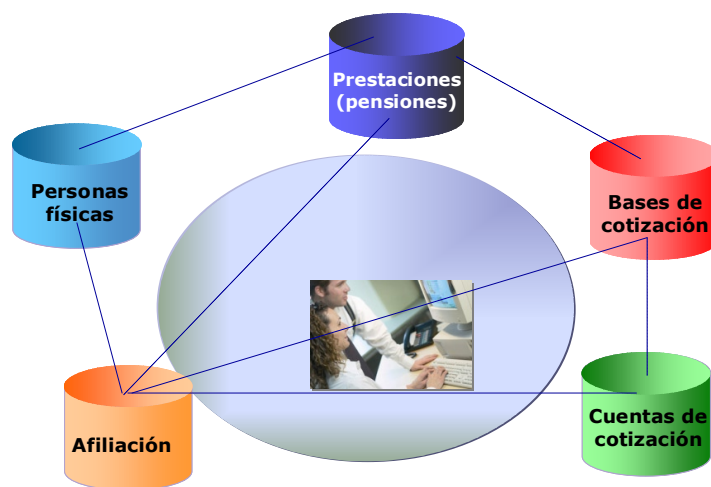 Prestaciones
(pensiones)
Personas
físicas
Bases de
cotización
Afiliación
Cuentas de
cotización